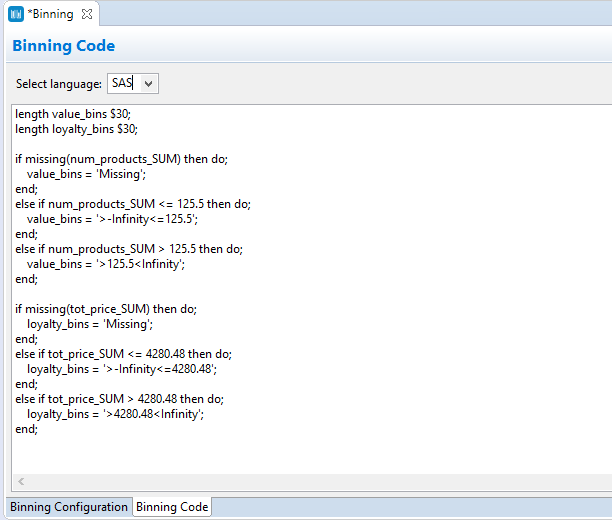 *Binning
Binning Code
Select language: SAS
length value_bins $30;
length loyalty_bins $30;
if missing(num_products_SUM) then do;
value_bins = 'Missing';
end;
else if num_products_SUM <= 125.5 then do;
value_bins = '>-Infinity<=125.5';
end;
else if num_products_SUM > 125.5 then do;
value_bins = '>125.5<Infinity';
end;
if missing(tot_price_SUM) then do;
loyalty_bins = 'Missing';
end;
else if tot_price_SUM <= 4280.48 then do;
loyalty_bins = '>-Infinity<=4280.48';
end;
else if tot_price_SUM > 4280.48 then do;
loyalty_bins = '>4280.48<Infinity';
end;
Binning Configuration Binning Code